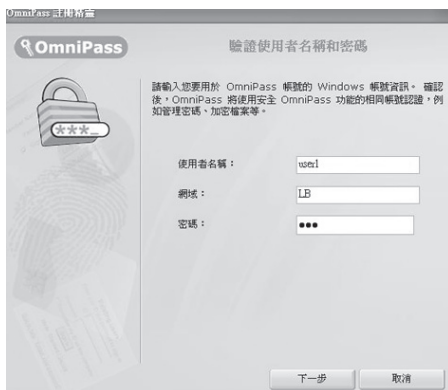 OmniPass 註冊精靈
OmniPass
驗證使用者名稱和密碼
請輸入您要用於 OmniPass 帳號的 Windows 帳號資訊。 確認
後，OmniPass 將使用安全 OmniPass 功能的相同帳號認證，例
如管理密碼、加密檔案等。
***_
使用者名稱：
user1
網域：
LB
密碼：
●●●
下一步
取消